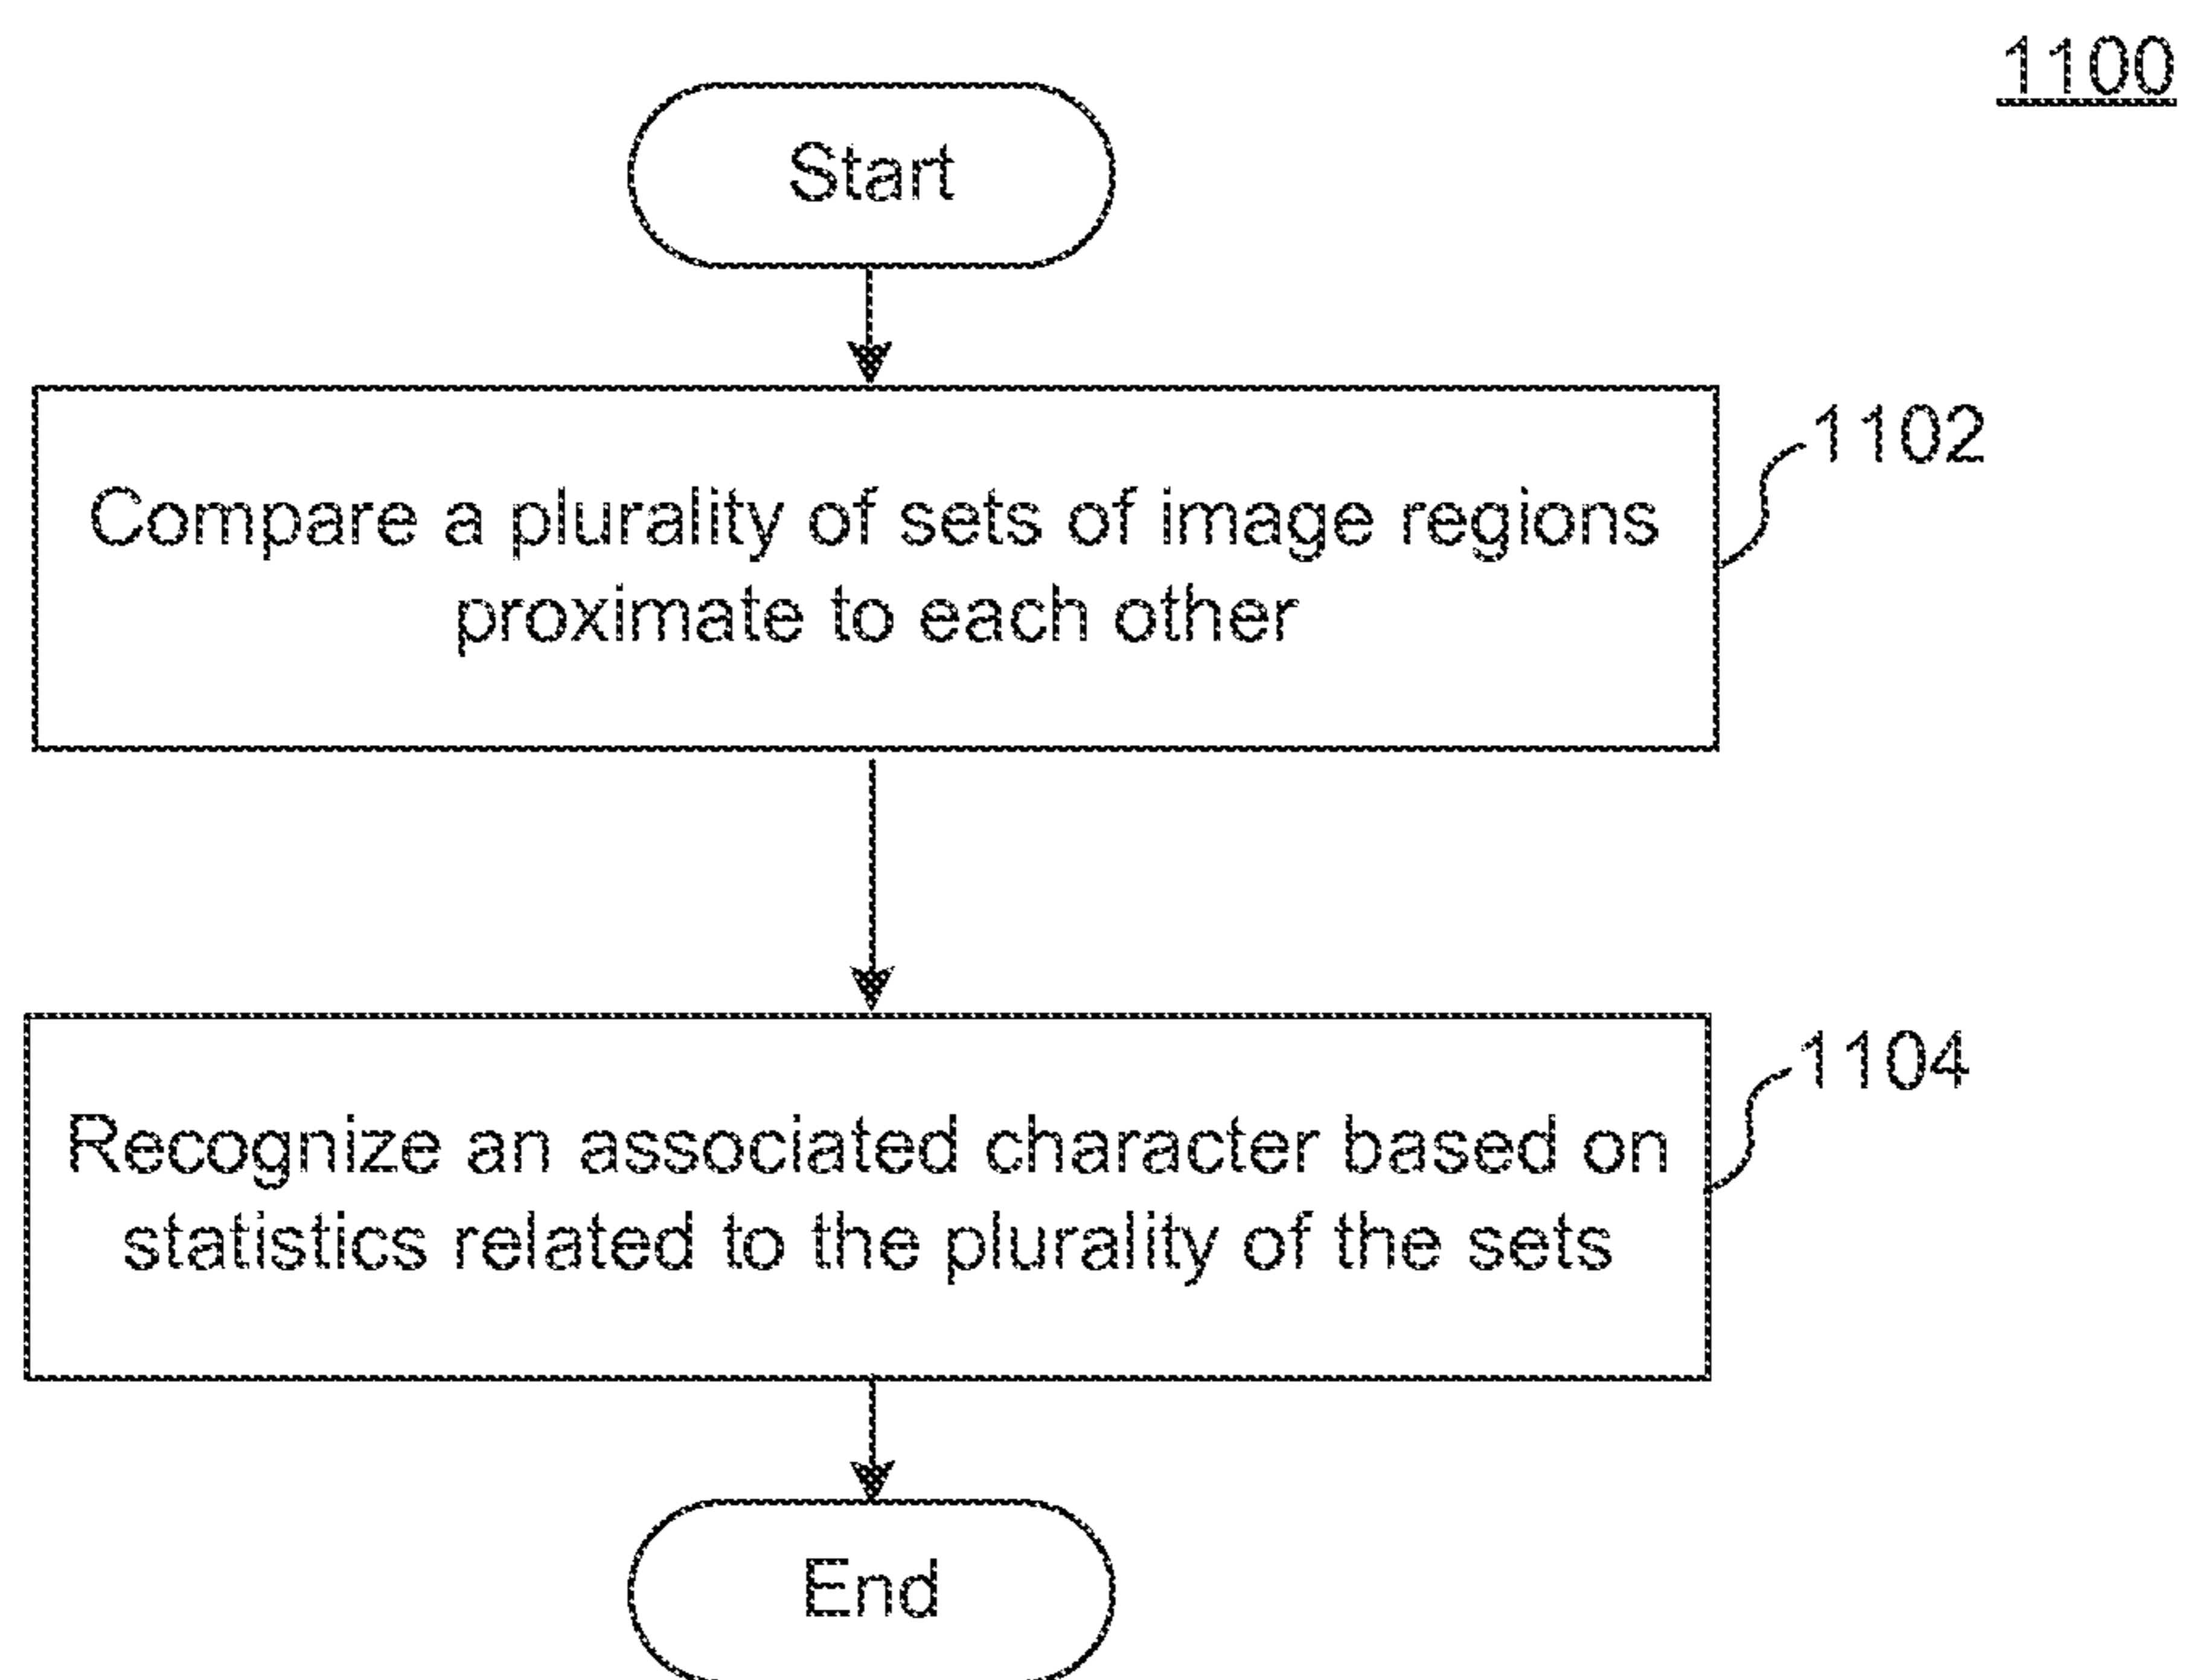 1100
Start
Compare a plurality of sets of image regions
proximate to each other
1102
Recognize an associated character based on
statistics related to the plurality of the sets
1104
End